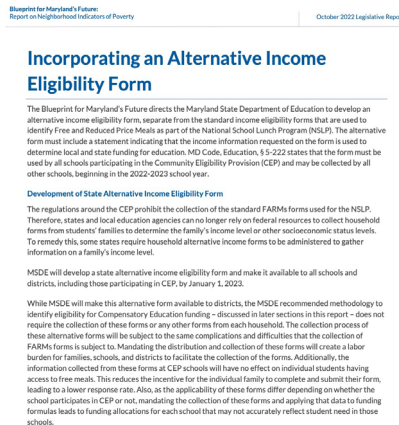 Blueprint for Maryland's Future:
Report on Neighborhood Indicators of Poverty
October 2022 Legislative Repo
Incorporating an Alternative Income
Eligibility Form
The Blueprint for Maryland's Future directs the Maryland State Department of Education to develop an
alternative income eligibility form, separate from the standard income eligibility forms that are used to
identify Free and Reduced Price Meals as part of the National School Lunch Program (NSLP). The alternative
form must include a statement indicating that the income information requested on the form is used to
determine local and state funding for education. MD Code, Education, § 5-222 states that the form must be
used by all schools participating in the Community Eligibility Provision (CEP) and may be collected by all
other schools, beginning in the 2022-2023 school year.
Development of State Alternative Income Eligibility Form
The regulations around the CEP prohibit the collection of the standard FARMs forms used for the NSLP.
Therefore, states and local education agencies can no longer rely on federal resources to collect household
forms from students' families to determine the family's income level or other socioeconomic status levels.
To remedy this, some states require household alternative income forms to be administered to gather
information on a family's income level.
MSDE will develop a state alternative income eligibility form and make it available to all schools and
districts, including those participating in CEP, by January 1, 2023.
While MSDE will make this alternative form available to districts, the MSDE recommended methodology to
identify eligibility for Compensatory Education funding – discussed in later sections in this report – does not
require the collection of these forms or any other forms from each household. The collection process of
these alternative forms will be subject to the same complications and difficulties that the collection of
FARMs forms is subject to. Mandating the distribution and collection of these forms will create a labor
burden for families, schools, and districts to facilitate the collection of the forms. Additionally, the
information collected from these forms at CEP schools will have no effect on individual students having
access to free meals. This reduces the incentive for the individual family to complete and submit their form,
leading to a lower response rate. Also, as the applicability of these forms differ depending on whether the
school participates in CEP or not, mandating the collection of these forms and applying that data to funding
formulas leads to funding allocations for each school that may not accurately reflect student need in those
schools.